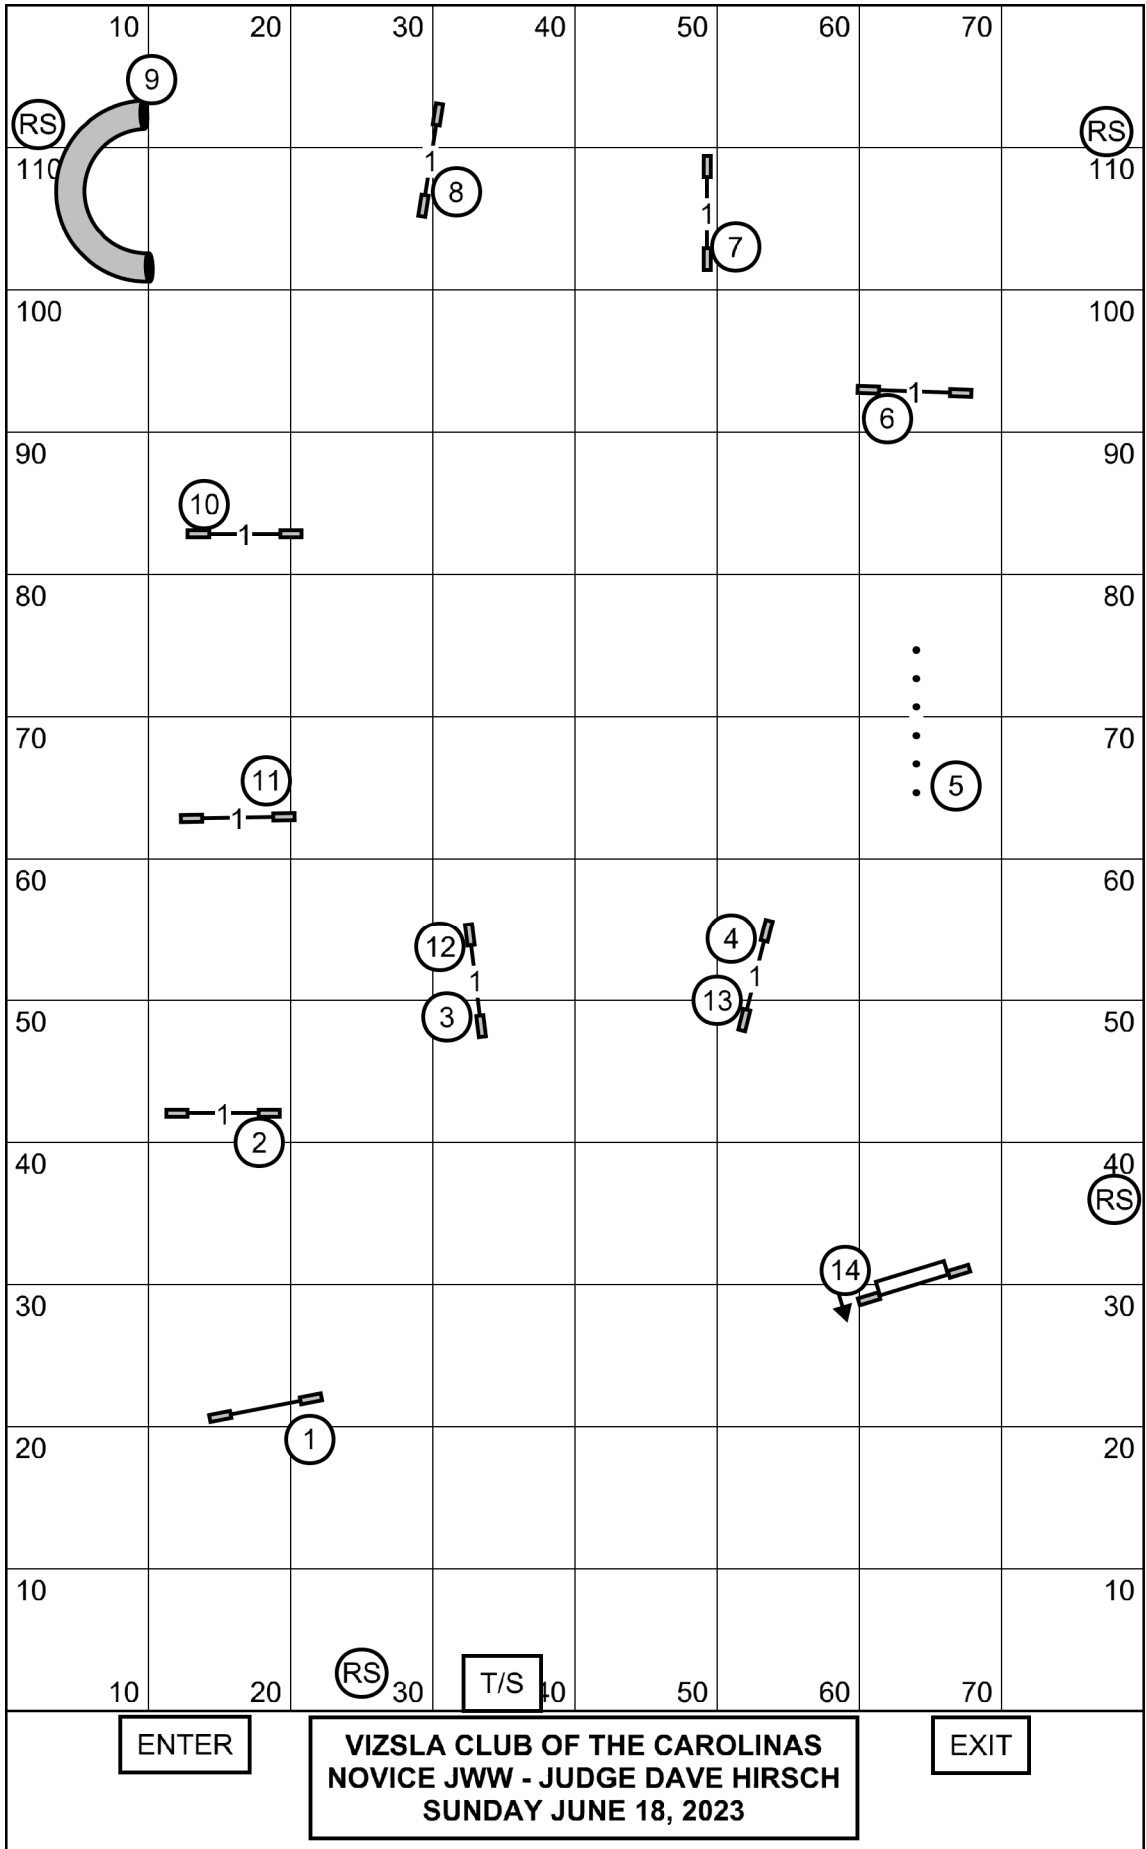 10 20 30 40 50 60 70
9
RS RS
110 1 110
8
1
7
100 100
1
6
90 90
10
1
80 80
70 70
11 5
1
60 60
12 4
1 1
13
3
50 50
1
2
40 40
RS
14
30 30
1
20 20
10 10
RS T/S
10 20 30 40 50 60 70
ENTER EXIT
VIZSLA CLUB OF THE CAROLINAS
NOVICE JWW - JUDGE DAVE HIRSCH
SUNDAY JUNE 18, 2023